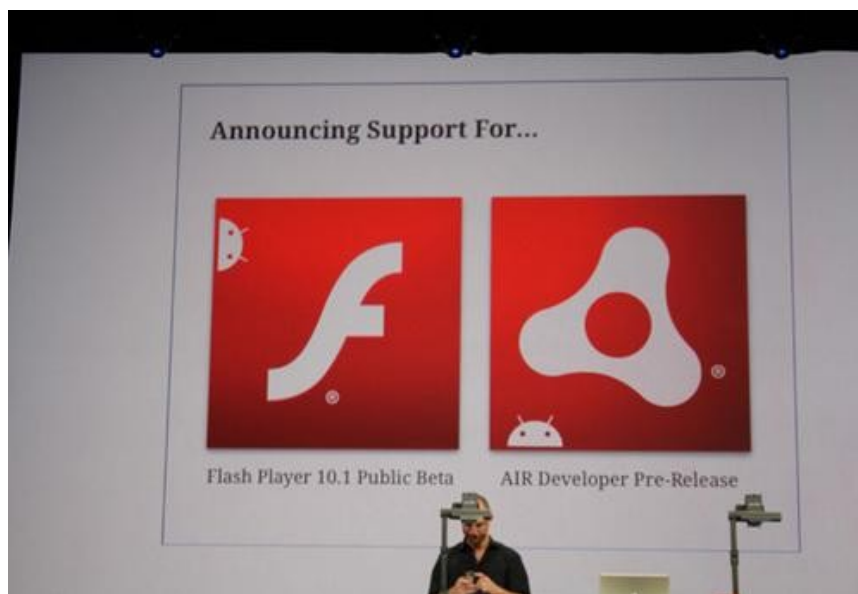 Announcing Support For...
Flash Player 10.1 Public Beta
AIR Developer Pre-Release